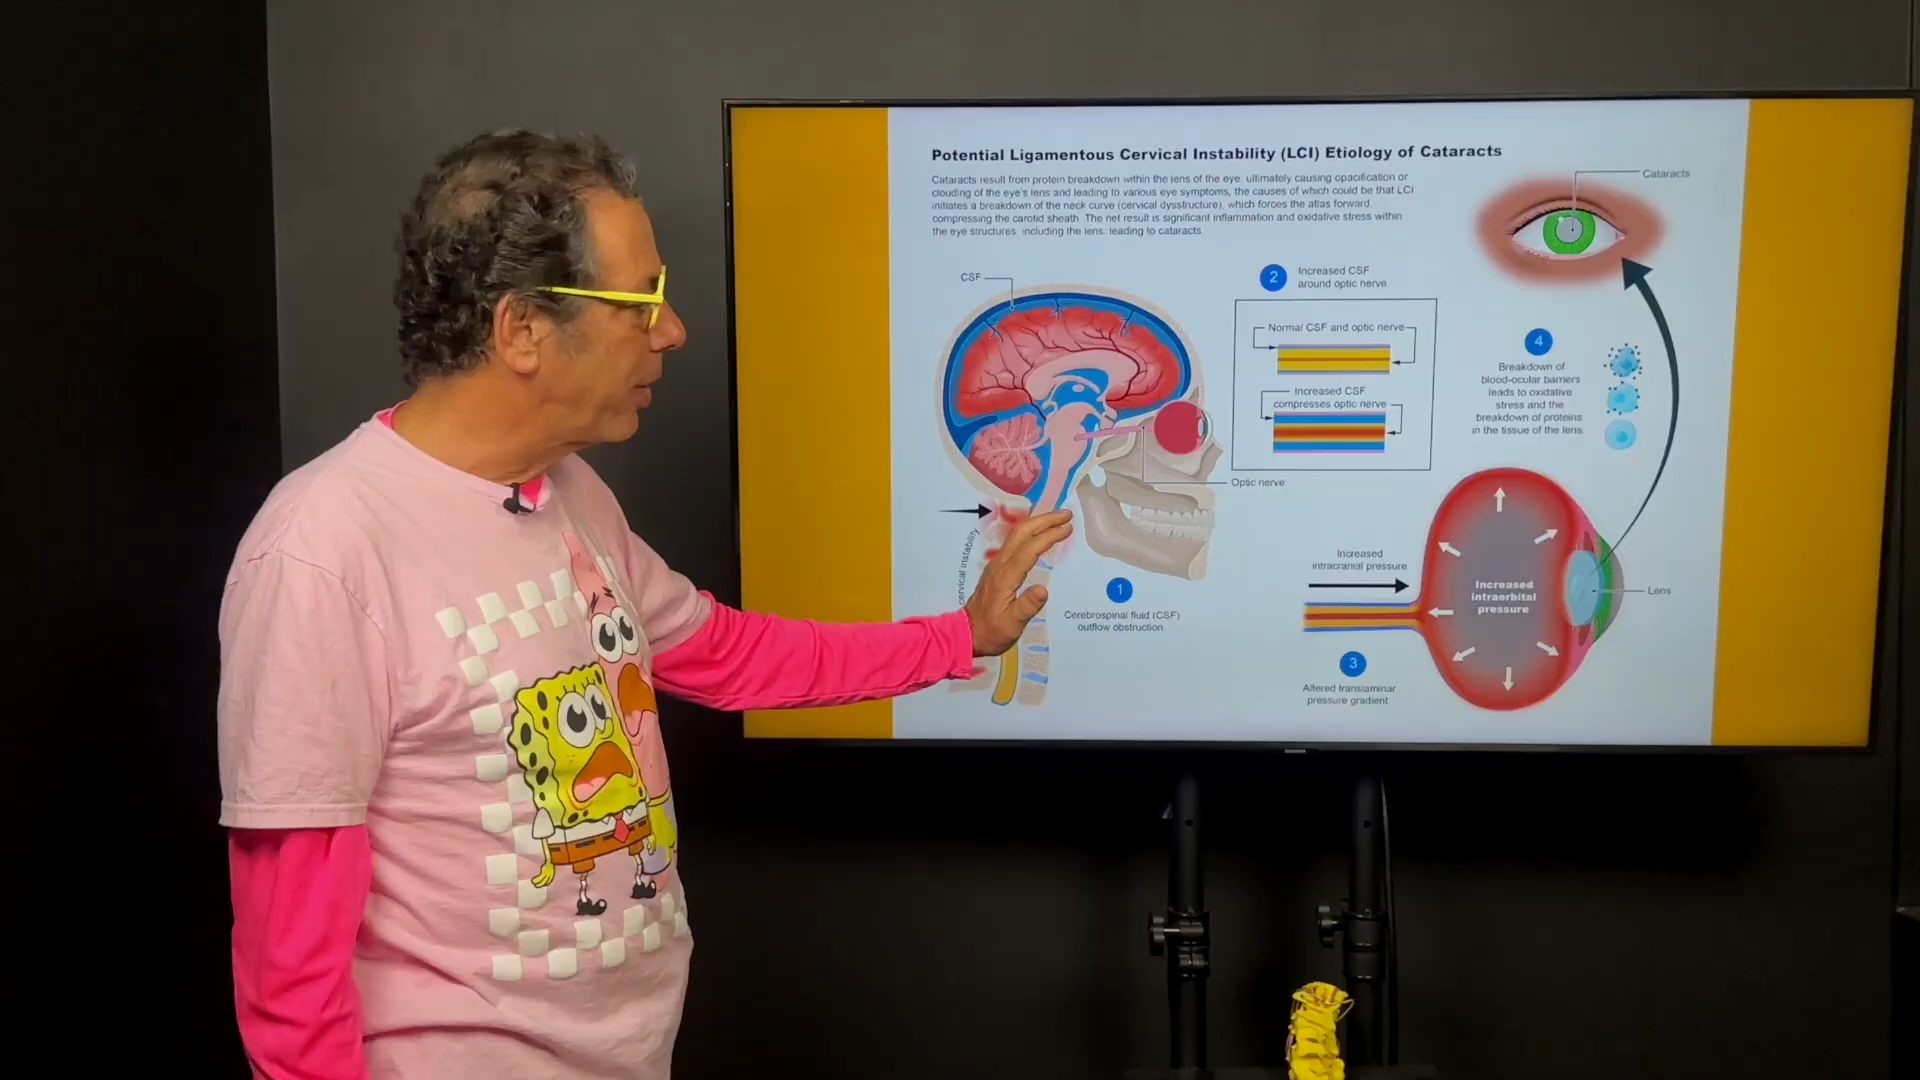 Potential Ligamentous Cervical Instability (LCI) Etiology of Cataracts
Cataracts result from protein breakdown within the lens of the eye, ultimately causing opacification or
clouding of the eye's lens and leading to various eye symptoms, the causes of which could be that LCI
initiates a breakdown of the neck curve (cervical dysstructure), which forces the atlas forward,
compressing the carotid sheath. The net result is significant inflammation and oxidative stress within
the eye structures, including the lens, leading to cataracts.
Cataracts
CSF
2
Increased CSF
around optic nerve
Normal CSF and optic nerve
Increased CSF
compresses optic nerve
Optic nerve
cervical instability
1
Cerebrospinal fluid (CSF)
outflow obstruction
Increased
intracranial pressure
3
Altered translaminar
pressure gradient
Increased
intraorbital
pressure
Lens
4
Breakdown of
blood-ocular barriers
leads to oxidative
stress and the
breakdown of proteins
in the tissue of the lens.